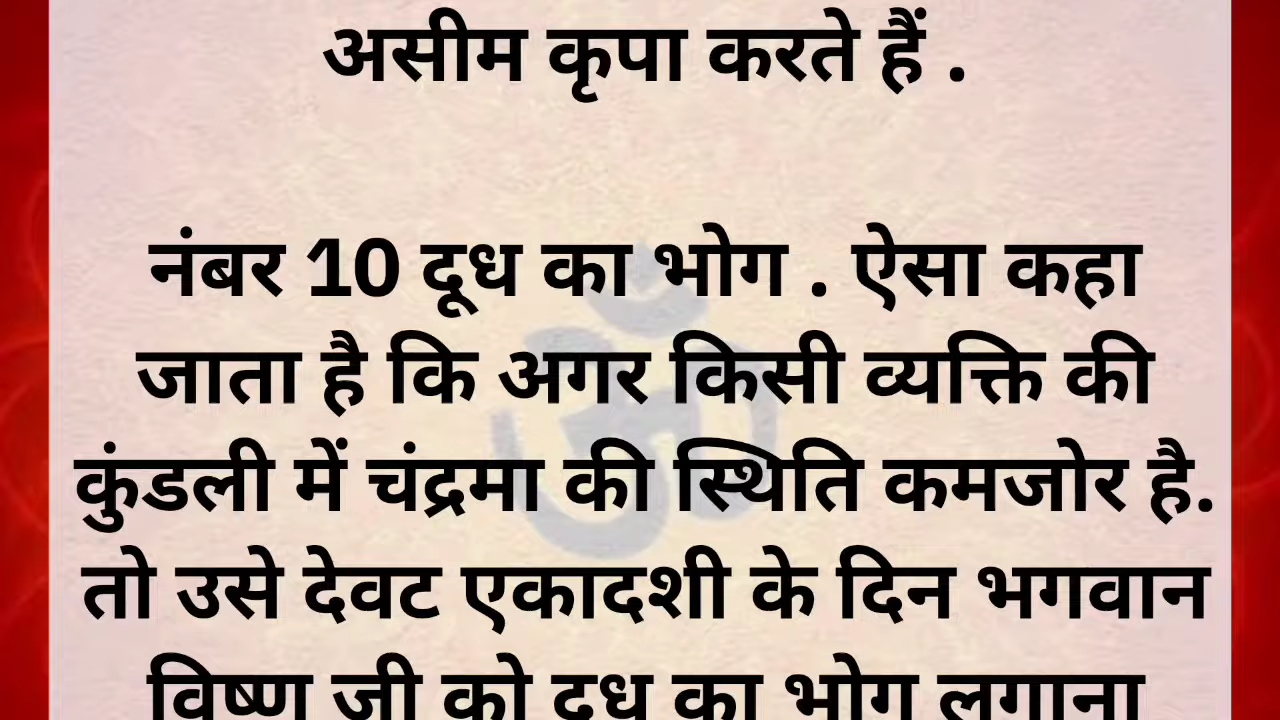 असीम कृपा करते हैं .
नंबर 10 दूध का भोग . ऐसा कहा
जाता है कि अगर किसी व्यक्ति की
कुंडली में चंद्रमा की स्थिति कमजोर है.
तो उसे देवट एकादशी के दिन भगवान
विष्णु जी को दूध का भोग लगाना